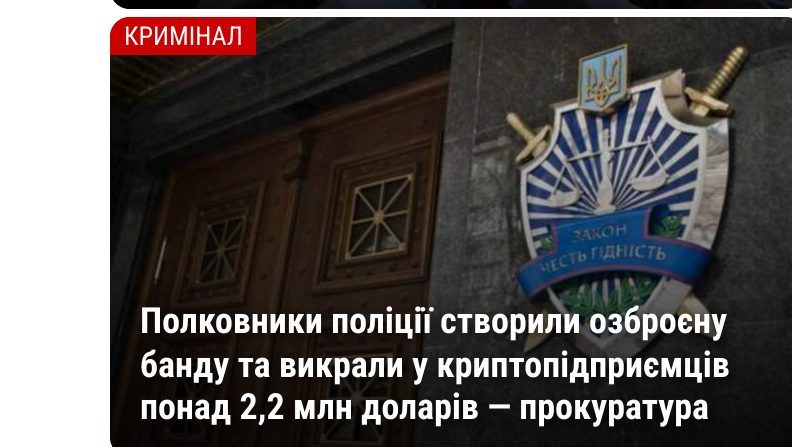 КРИМІНАЛ
ЗАКОН
ЧЕСТЬ ГІДНІСТЬ
Полковники поліції створили озброєну
банду та викрали у криптопідприємців
понад 2,2 млн доларів — прокуратура